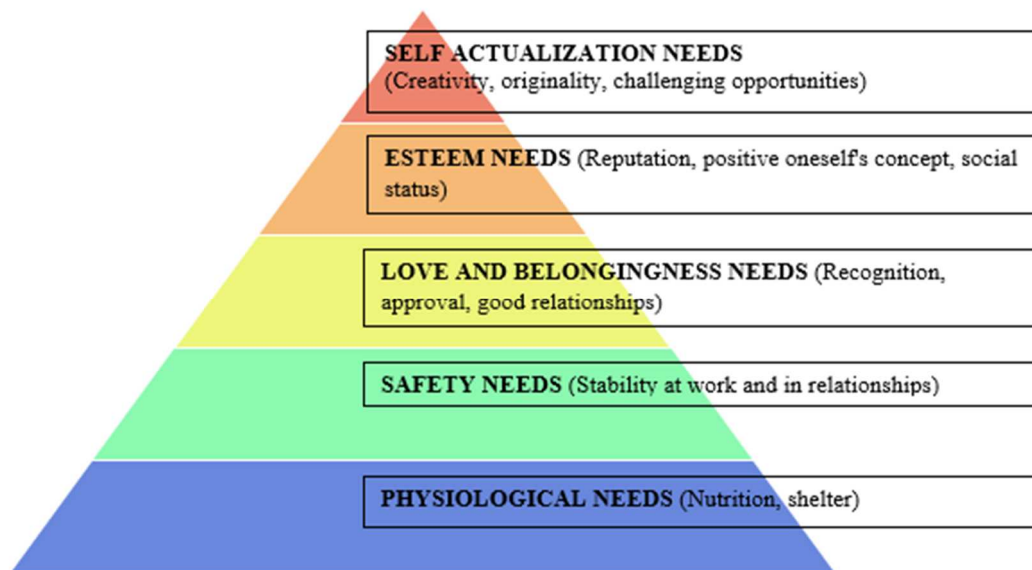 SELF ACTUALIZATION NEEDS
(Creativity, originality, challenging opportunities)
ESTEEM NEEDS (Reputation, positive oneself's concept, social
status)
LOVE AND BELONGINGNESS NEEDS (Recognition,
approval, good relationships)
SAFETY NEEDS (Stability at work and in relationships)
PHYSIOLOGICAL NEEDS (Nutrition, shelter)